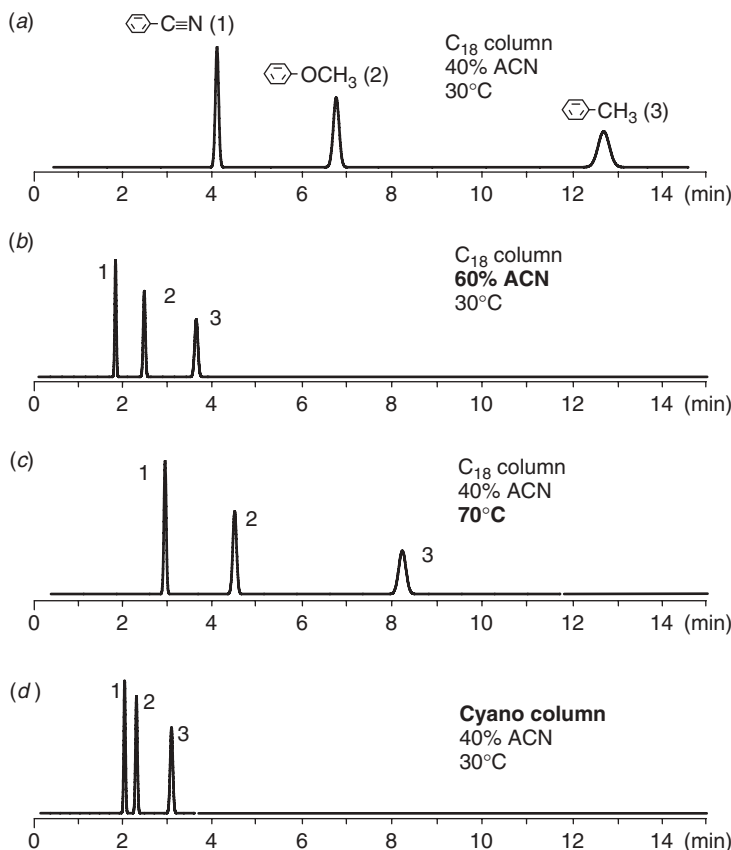 (a)
C≡N (1)
OCH₃ (2)
CH₃ (3)
C₁₈ column
40% ACN
30°C
0 2 4 6 8 10 12 14 (min)
(b)
1
2
3
C₁₈ column
60% ACN
30°C
0 2 4 6 8 10 12 14 (min)
(c)
1
2
3
C₁₈ column
40% ACN
70°C
0 2 4 6 8 10 12 14 (min)
(d)
1
2
3
Cyano column
40% ACN
30°C
0 2 4 6 8 10 12 14 (min)